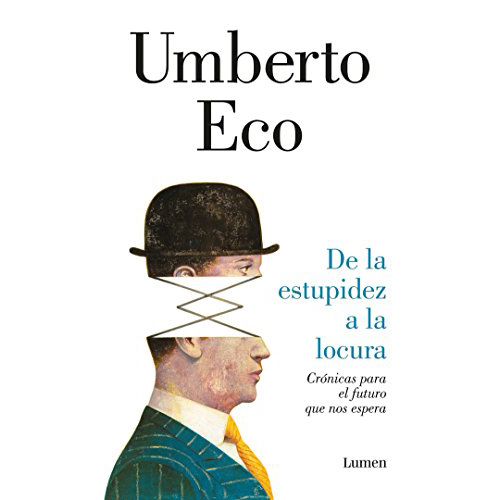 Umberto
Eco
De la
estupidez
a la
locura
Crónicas para
el futuro
que nos espera
Lumen